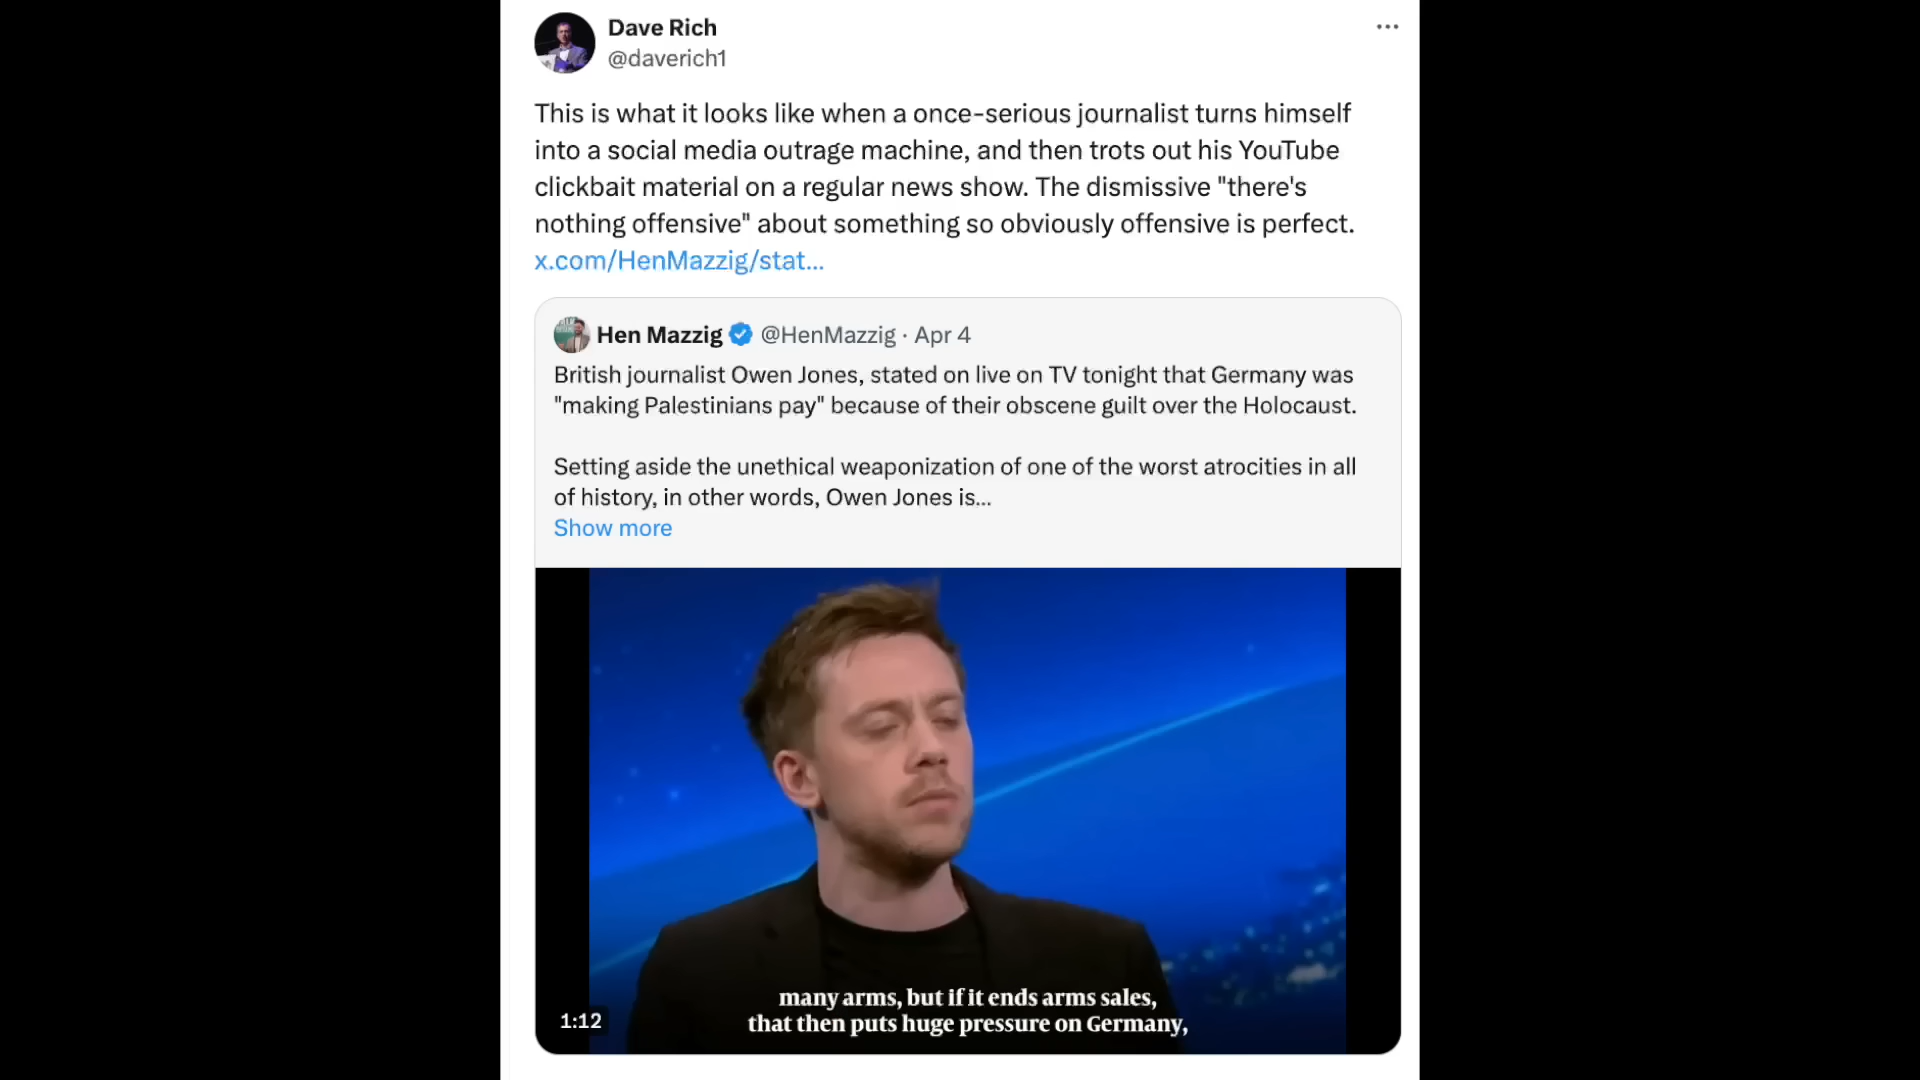 Dave Rich
@daverich1
This is what it looks like when a once-serious journalist turns himself
into a social media outrage machine, and then trots out his YouTube
clickbait material on a regular news show. The dismissive "there's
nothing offensive" about something so obviously offensive is perfect.
x.com/HenMazzig/stat...
Hen Mazzig @HenMazzig · Apr 4
British journalist Owen Jones, stated on live on TV tonight that Germany was
"making Palestinians pay" because of their obscene guilt over the Holocaust.
Setting aside the unethical weaponization of one of the worst atrocities in all
of history, in other words, Owen Jones is...
Show more
many arms, but if it ends arms sales,
that then puts huge pressure on Germany,
1:12